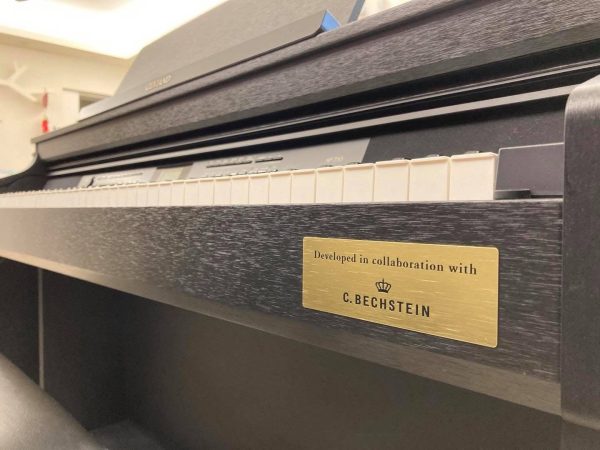 Developed in collaboration with
C. BECHSTEIN